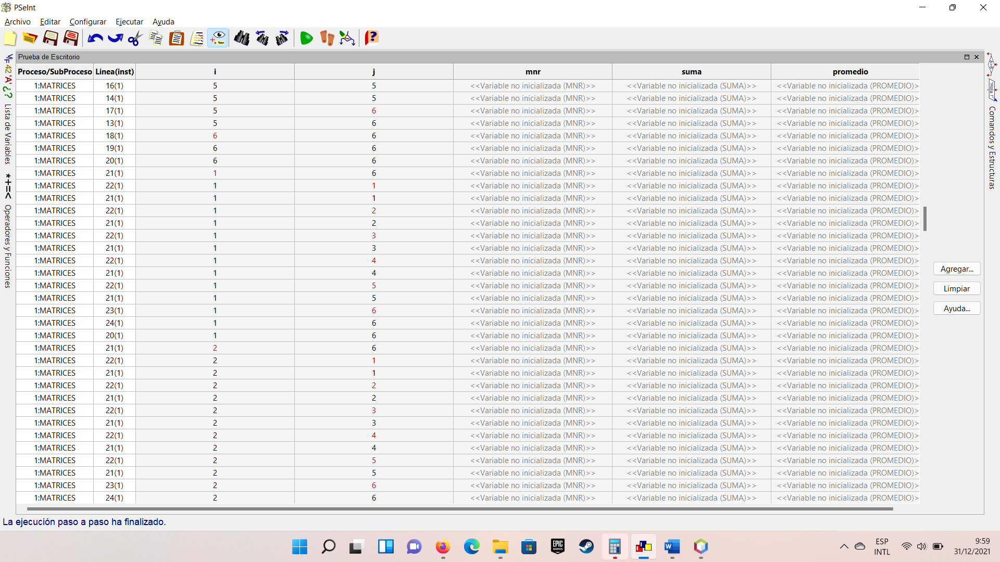 PSeInt
Archivo Editar Configurar Ejecutar Ayuda
Prueba de Escritorio
Proceso/SubProceso Linea(inst) i j mnr suma promedio
1:MATRICES 16(1) 5 5 <<Variable no inicializada (MNR)>> <<Variable no inicializada (SUMA)>> <<Variable no inicializada (PROMEDIO)>
1:MATRICES 14(1) 5 5 <<Variable no inicializada (MNR)>> <<Variable no inicializada (SUMA)>> <<Variable no inicializada (PROMEDIO)>
1:MATRICES 17(1) 5 6 <<Variable no inicializada (MNR)>> <<Variable no inicializada (SUMA)>> <<Variable no inicializada (PROMEDIO)>
1:MATRICES 13(1) 5 6 <<Variable no inicializada (MNR)>> <<Variable no inicializada (SUMA)>> <<Variable no inicializada (PROMEDIO)>
1:MATRICES 18(1) 6 6 <<Variable no inicializada (MNR)>> <<Variable no inicializada (SUMA)>> <<Variable no inicializada (PROMEDIO)>
1:MATRICES 19(1) 6 6 <<Variable no inicializada (MNR)>> <<Variable no inicializada (SUMA)>> <<Variable no inicializada (PROMEDIO)>
1:MATRICES 20(1) 6 6 <<Variable no inicializada (MNR)>> <<Variable no inicializada (SUMA)>> <<Variable no inicializada (PROMEDIO)>
1:MATRICES 21(1) 1 6 <<Variable no inicializada (MNR)>> <<Variable no inicializada (SUMA)>> <<Variable no inicializada (PROMEDIO)>
1:MATRICES 22(1) 1 1 <<Variable no inicializada (MNR)>> <<Variable no inicializada (SUMA)>> <<Variable no inicializada (PROMEDIO)>
1:MATRICES 21(1) 1 1 <<Variable no inicializada (MNR)>> <<Variable no inicializada (SUMA)>> <<Variable no inicializada (PROMEDIO)>
1:MATRICES 22(1) 1 2 <<Variable no inicializada (MNR)>> <<Variable no inicializada (SUMA)>> <<Variable no inicializada (PROMEDIO)>
1:MATRICES 21(1) 1 2 <<Variable no inicializada (MNR)>> <<Variable no inicializada (SUMA)>> <<Variable no inicializada (PROMEDIO)>
1:MATRICES 22(1) 1 3 <<Variable no inicializada (MNR)>> <<Variable no inicializada (SUMA)>> <<Variable no inicializada (PROMEDIO)>
1:MATRICES 21(1) 1 3 <<Variable no inicializada (MNR)>> <<Variable no inicializada (SUMA)>> <<Variable no inicializada (PROMEDIO)>
1:MATRICES 22(1) 1 4 <<Variable no inicializada (MNR)>> <<Variable no inicializada (SUMA)>> <<Variable no inicializada (PROMEDIO)>
1:MATRICES 21(1) 1 4 <<Variable no inicializada (MNR)>> <<Variable no inicializada (SUMA)>> <<Variable no inicializada (PROMEDIO)>
1:MATRICES 22(1) 1 5 <<Variable no inicializada (MNR)>> <<Variable no inicializada (SUMA)>> <<Variable no inicializada (PROMEDIO)>
1:MATRICES 21(1) 1 5 <<Variable no inicializada (MNR)>> <<Variable no inicializada (SUMA)>> <<Variable no inicializada (PROMEDIO)>
1:MATRICES 23(1) 1 6 <<Variable no inicializada (MNR)>> <<Variable no inicializada (SUMA)>> <<Variable no inicializada (PROMEDIO)>
1:MATRICES 24(1) 1 6 <<Variable no inicializada (MNR)>> <<Variable no inicializada (SUMA)>> <<Variable no inicializada (PROMEDIO)>
1:MATRICES 20(1) 1 6 <<Variable no inicializada (MNR)>> <<Variable no inicializada (SUMA)>> <<Variable no inicializada (PROMEDIO)>
1:MATRICES 21(1) 2 6 <<Variable no inicializada (MNR)>> <<Variable no inicializada (SUMA)>> <<Variable no inicializada (PROMEDIO)>
1:MATRICES 22(1) 2 1 <<Variable no inicializada (MNR)>> <<Variable no inicializada (SUMA)>> <<Variable no inicializada (PROMEDIO)>
1:MATRICES 21(1) 2 1 <<Variable no inicializada (MNR)>> <<Variable no inicializada (SUMA)>> <<Variable no inicializada (PROMEDIO)>
1:MATRICES 22(1) 2 2 <<Variable no inicializada (MNR)>> <<Variable no inicializada (SUMA)>> <<Variable no inicializada (PROMEDIO)>
1:MATRICES 21(1) 2 2 <<Variable no inicializada (MNR)>> <<Variable no inicializada (SUMA)>> <<Variable no inicializada (PROMEDIO)>
1:MATRICES 22(1) 2 3 <<Variable no inicializada (MNR)>> <<Variable no inicializada (SUMA)>> <<Variable no inicializada (PROMEDIO)>
1:MATRICES 21(1) 2 3 <<Variable no inicializada (MNR)>> <<Variable no inicializada (SUMA)>> <<Variable no inicializada (PROMEDIO)>
1:MATRICES 22(1) 2 4 <<Variable no inicializada (MNR)>> <<Variable no inicializada (SUMA)>> <<Variable no inicializada (PROMEDIO)>
1:MATRICES 21(1) 2 4 <<Variable no inicializada (MNR)>> <<Variable no inicializada (SUMA)>> <<Variable no inicializada (PROMEDIO)>
1:MATRICES 22(1) 2 5 <<Variable no inicializada (MNR)>> <<Variable no inicializada (SUMA)>> <<Variable no inicializada (PROMEDIO)>
1:MATRICES 21(1) 2 5 <<Variable no inicializada (MNR)>> <<Variable no inicializada (SUMA)>> <<Variable no inicializada (PROMEDIO)>
1:MATRICES 23(1) 2 6 <<Variable no inicializada (MNR)>> <<Variable no inicializada (SUMA)>> <<Variable no inicializada (PROMEDIO)>
1:MATRICES 24(1) 2 6 <<Variable no inicializada (MNR)>> <<Variable no inicializada (SUMA)>> <<Variable no inicializada (PROMEDIO)>
42 'A' ¿?
Lista de Variables
*+=<
Operadores y Funciones
A>B
'Hola !'
Comandos y Estructuras
Agregar...
Limpiar
Ayuda...
La ejecución paso a paso ha finalizado.
EPIC GAMES
W
ESP
INTL
9:59
31/12/2021